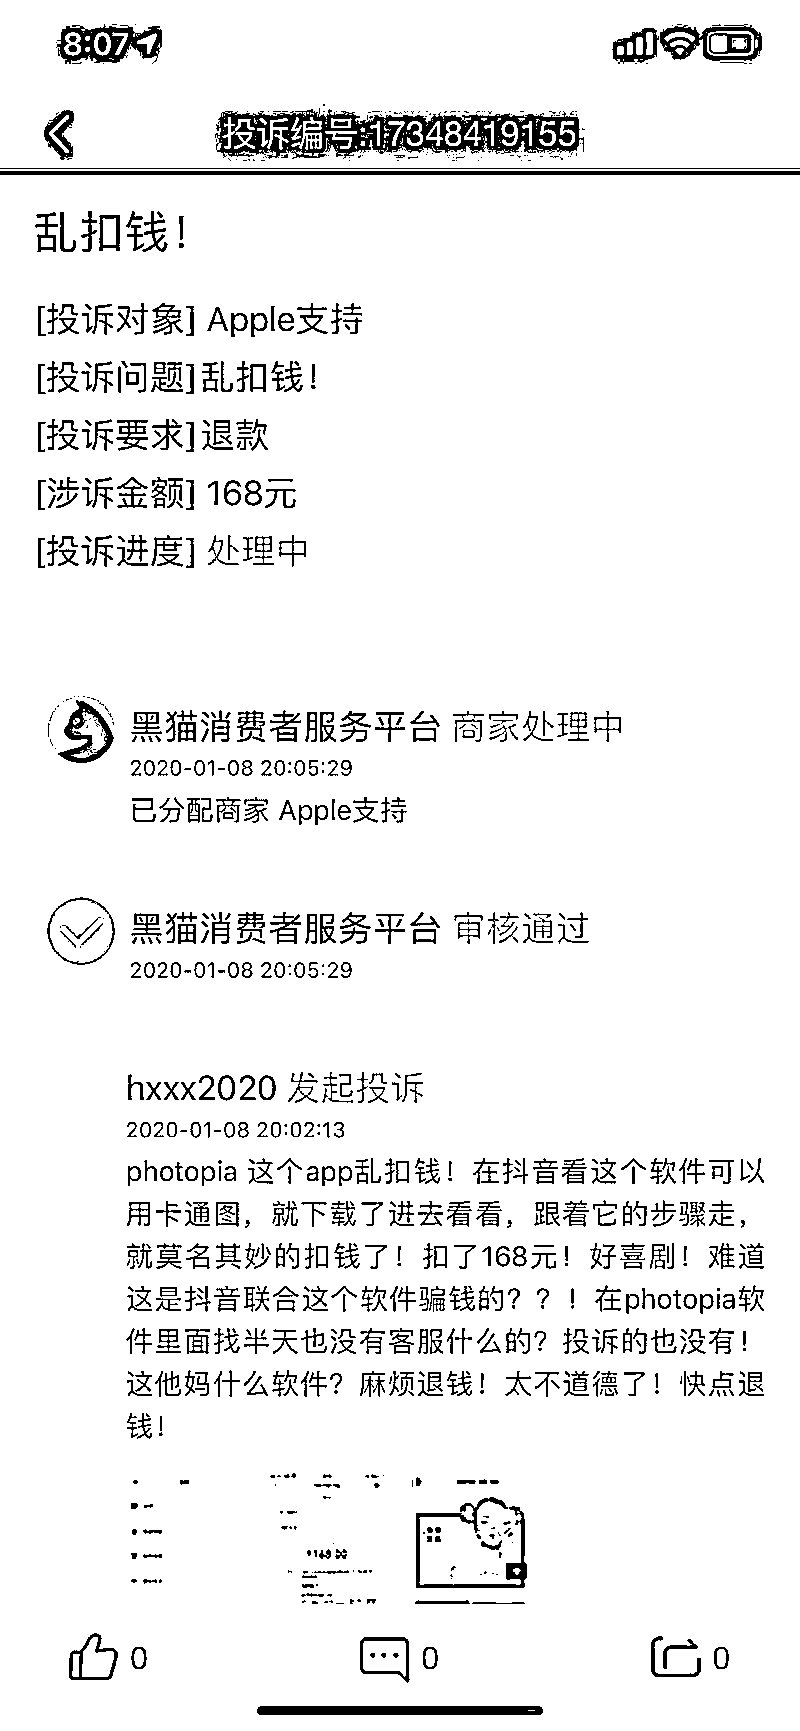 8:07
投诉编号:17348419155
乱扣钱！
[投诉对象] Apple支持
[投诉问题]乱扣钱！
[投诉要求]退款
[涉诉金额] 168元
[投诉进度] 处理中
黑猫消费者服务平台 商家处理中
2020-01-08 20:05:29
已分配商家 Apple支持
黑猫消费者服务平台 审核通过
2020-01-08 20:05:29
hxxx2020 发起投诉
2020-01-08 20:02:13
photopia 这个app乱扣钱！在抖音看这个软件可以
用卡通图，就下载了进去看看，跟着它的步骤走，
就莫名其妙的扣钱了！扣了168元！好喜剧！难道
这是抖音联合这个软件骗钱的？？！在photopia软
件里面找半天也没有客服什么的？投诉的也没有！
这他妈什么软件？麻烦退钱！太不道德了！快点退
钱！
0
0
0